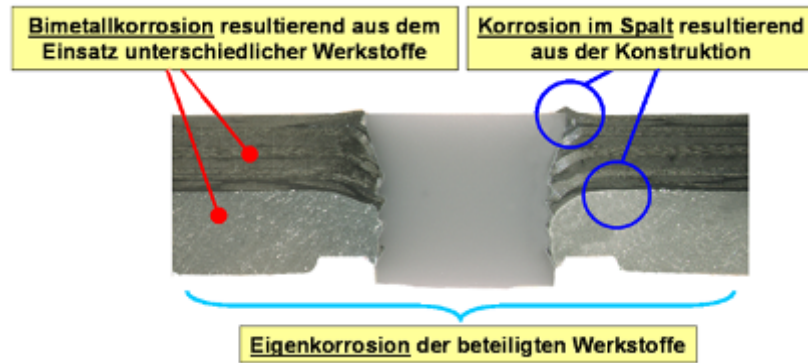 Bimetallkorrosion resultierend aus dem
Einsatz unterschiedlicher Werkstoffe
Korrosion im Spalt resultierend
aus der Konstruktion
Eigenkorrosion der beteiligten Werkstoffe